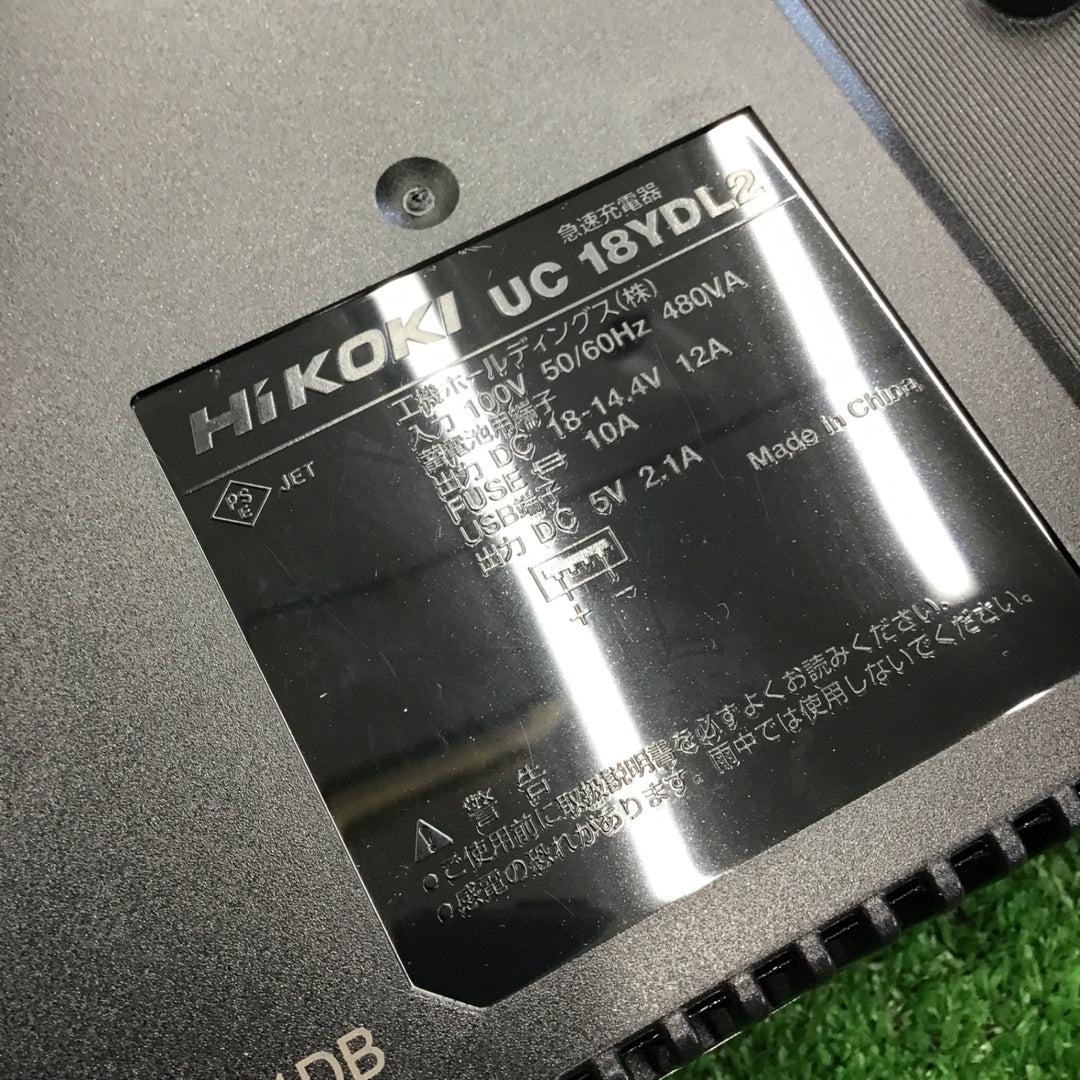 急速充電器
HiKOKI UC 18YDL2
PSE JET
工機ホールディングス(株)
入力 100V 50/60Hz 480VA
蓄電池用端子
出力 DC 18-14.4V 12A
FUSE 内 10A
USB端子
出力 DC 5V 2.1A
Made in China
+ -
警告
ご使用前に取扱説明書を必ずよくお読みください。
感電の恐れがあります。雨中では使用しないでください。
DB